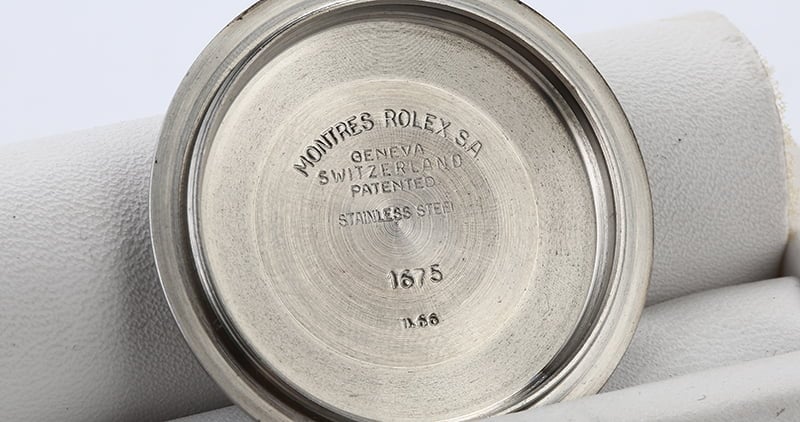 MONTRES ROLEX S.A.
GENEVA
SWITZERLAND
PATENTED
STAINLESS STEEL
1675